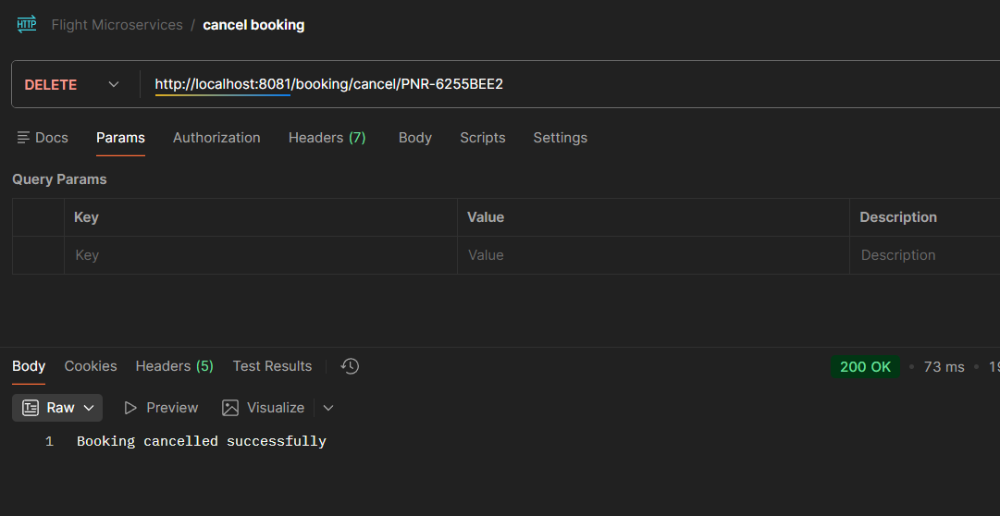 HTTP Flight Microservices / cancel booking
DELETE http://localhost:8081/booking/cancel/PNR-6255BEE2
Docs Params Authorization Headers (7) Body Scripts Settings
Query Params
Key Value Description
Key Value Description
Body Cookies Headers (5) Test Results 200 OK • 73 ms •
Raw Preview Visualize
1 Booking cancelled successfully